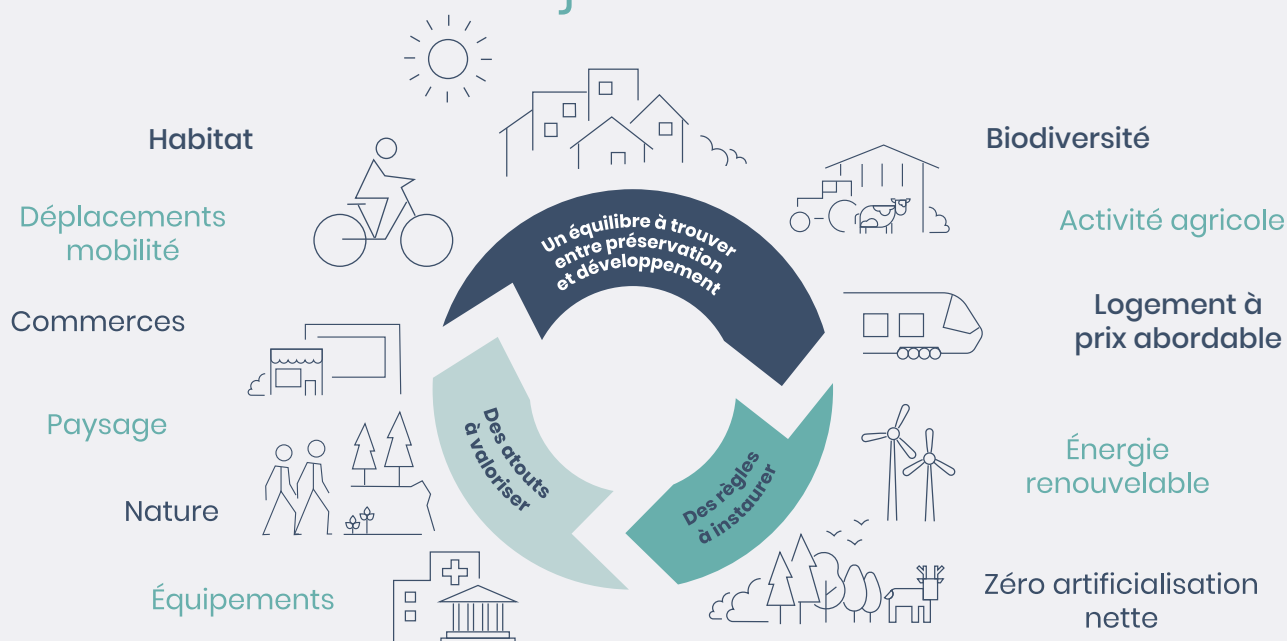 Habitat
Déplacements
mobilité
Commerces
Paysage
Nature
Équipements
Un équilibre à trouver
entre préservation
et développement
Des atouts
à valoriser
Des règles
à instaurer
Biodiversité
Activité agricole
Logement à
prix abordable
Énergie
renouvelable
Zéro artificialisation
nette